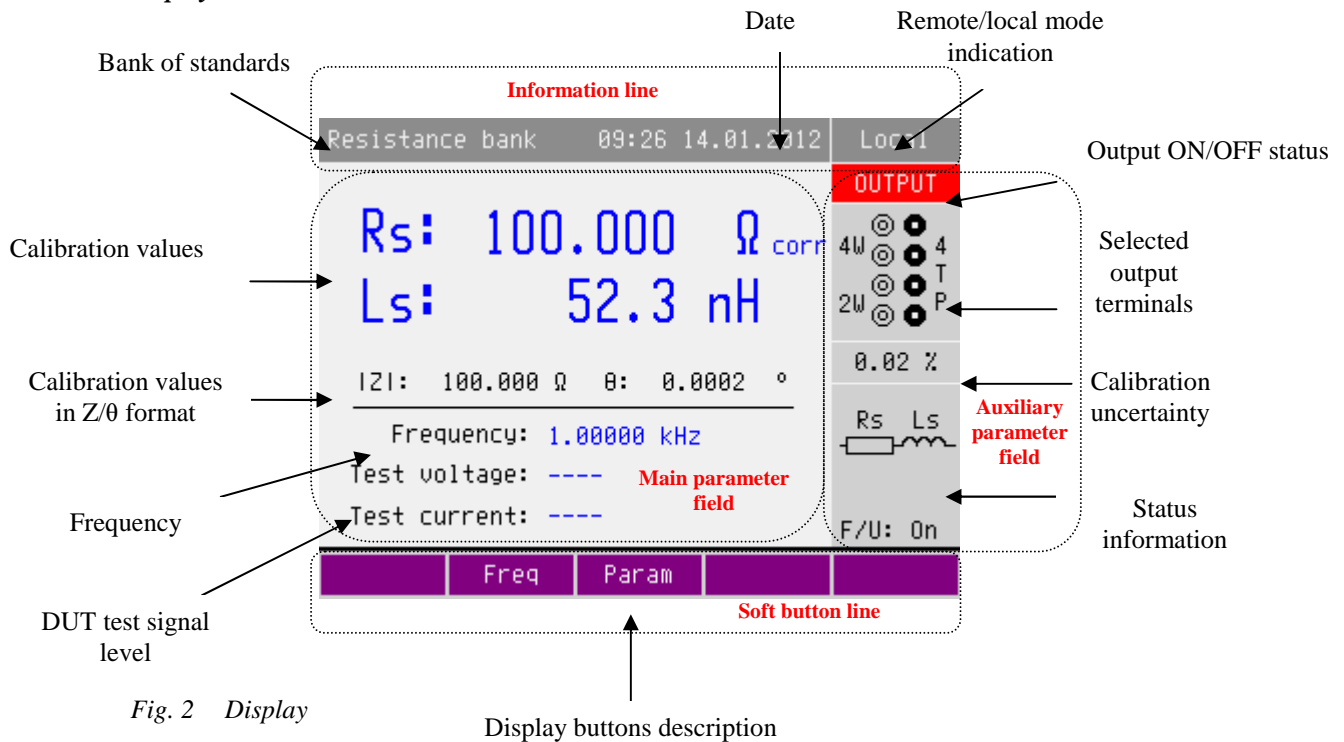 Date
Remote/local mode
indication
Bank of standards
Information line
Resistance bank 09:26 14.01.2012 Local
Output ON/OFF status
OUTPUT
Calibration values
Rs: 100.000 Ω corr
Ls: 52.3 nH
4W
2W
4
T
P
Selected
output
terminals
0.02 %
Calibration values
in Z/θ format
|Z|: 100.000 Ω θ: 0.0002 °
Calibration
uncertainty
Rs Ls
Auxiliary
parameter
field
Frequency: 1.00000 kHz
Test voltage: ----
Main parameter
field
Test current: ----
Frequency
F/U: On
Status
information
Freq Param
Soft button line
DUT test signal
level
Fig. 2 Display
Display buttons description